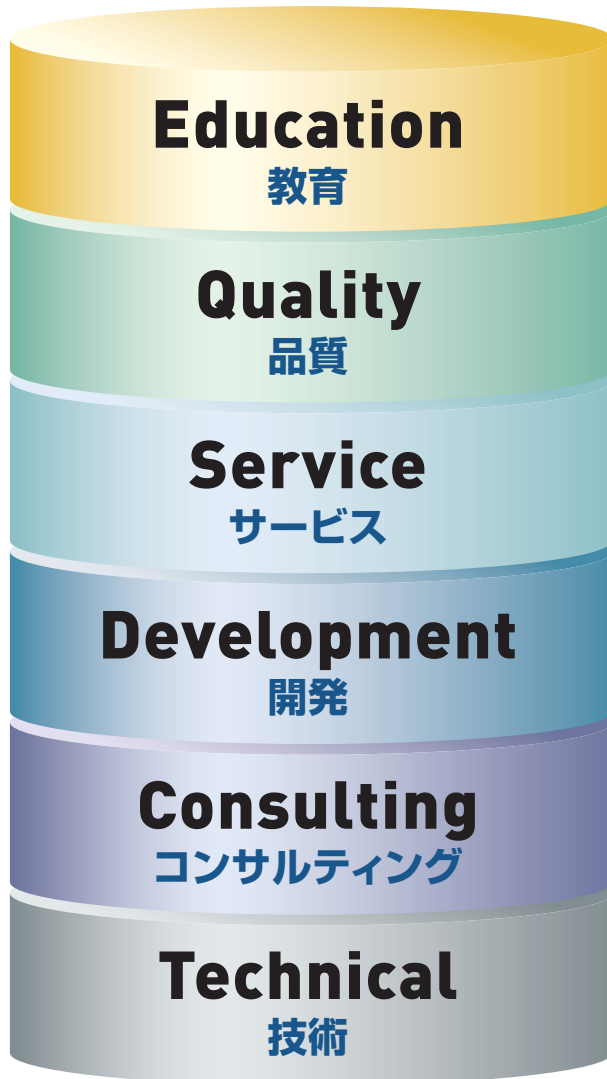 Education
教育
Quality
品質
Service
サービス
Development
開発
Consulting
コンサルティング
Technical
技術